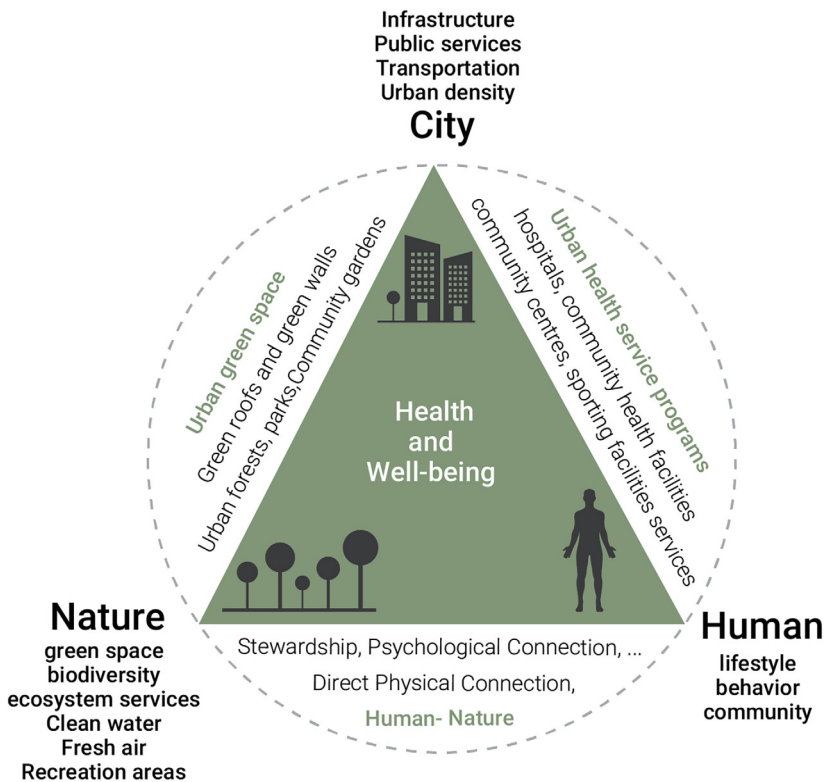 Infrastructure
Public services
Transportation
Urban density
City
Urban green space
Green roofs and green walls
Urban forests, parks,Community gardens
Urban health service programs
hospitals, community health facilities
community centres, sporting facilities services
Health
and
Well-being
Nature
green space
biodiversity
ecosystem services
Clean water
Fresh air
Recreation areas
Stewardship, Psychological Connection, ...
Direct Physical Connection,
Human- Nature
Human
lifestyle
behavior
community